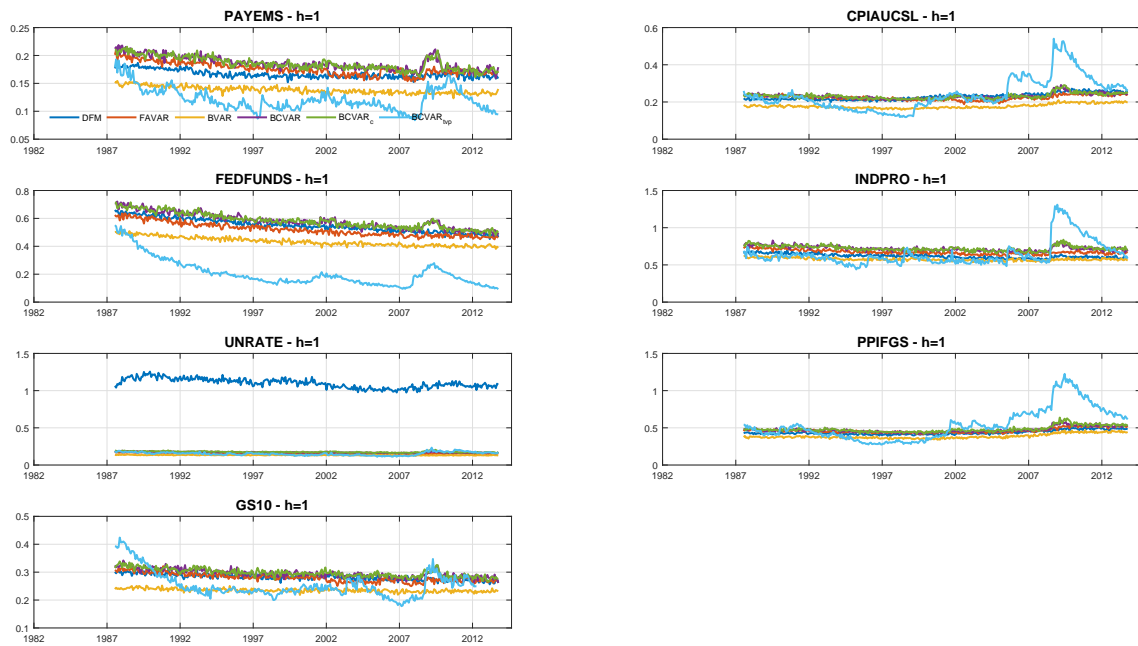 PAYEMS - h=1
0.25
0.2
0.15
0.1
0.05
DFM FAVAR BVAR BCVAR BCVAR_c BCVAR_tvp
1982 1987 1992 1997 2002 2007 2012
CPIAUCSL - h=1
0.6
0.4
0.2
0
1982 1987 1992 1997 2002 2007 2012
FEDFUNDS - h=1
0.8
0.6
0.4
0.2
0
1982 1987 1992 1997 2002 2007 2012
INDPRO - h=1
1.5
1
0.5
0
1982 1987 1992 1997 2002 2007 2012
UNRATE - h=1
1.5
1
0.5
0
1982 1987 1992 1997 2002 2007 2012
PPIFGS - h=1
1.5
1
0.5
0
1982 1987 1992 1997 2002 2007 2012
GS10 - h=1
0.5
0.4
0.3
0.2
0.1
1982 1987 1992 1997 2002 2007 2012